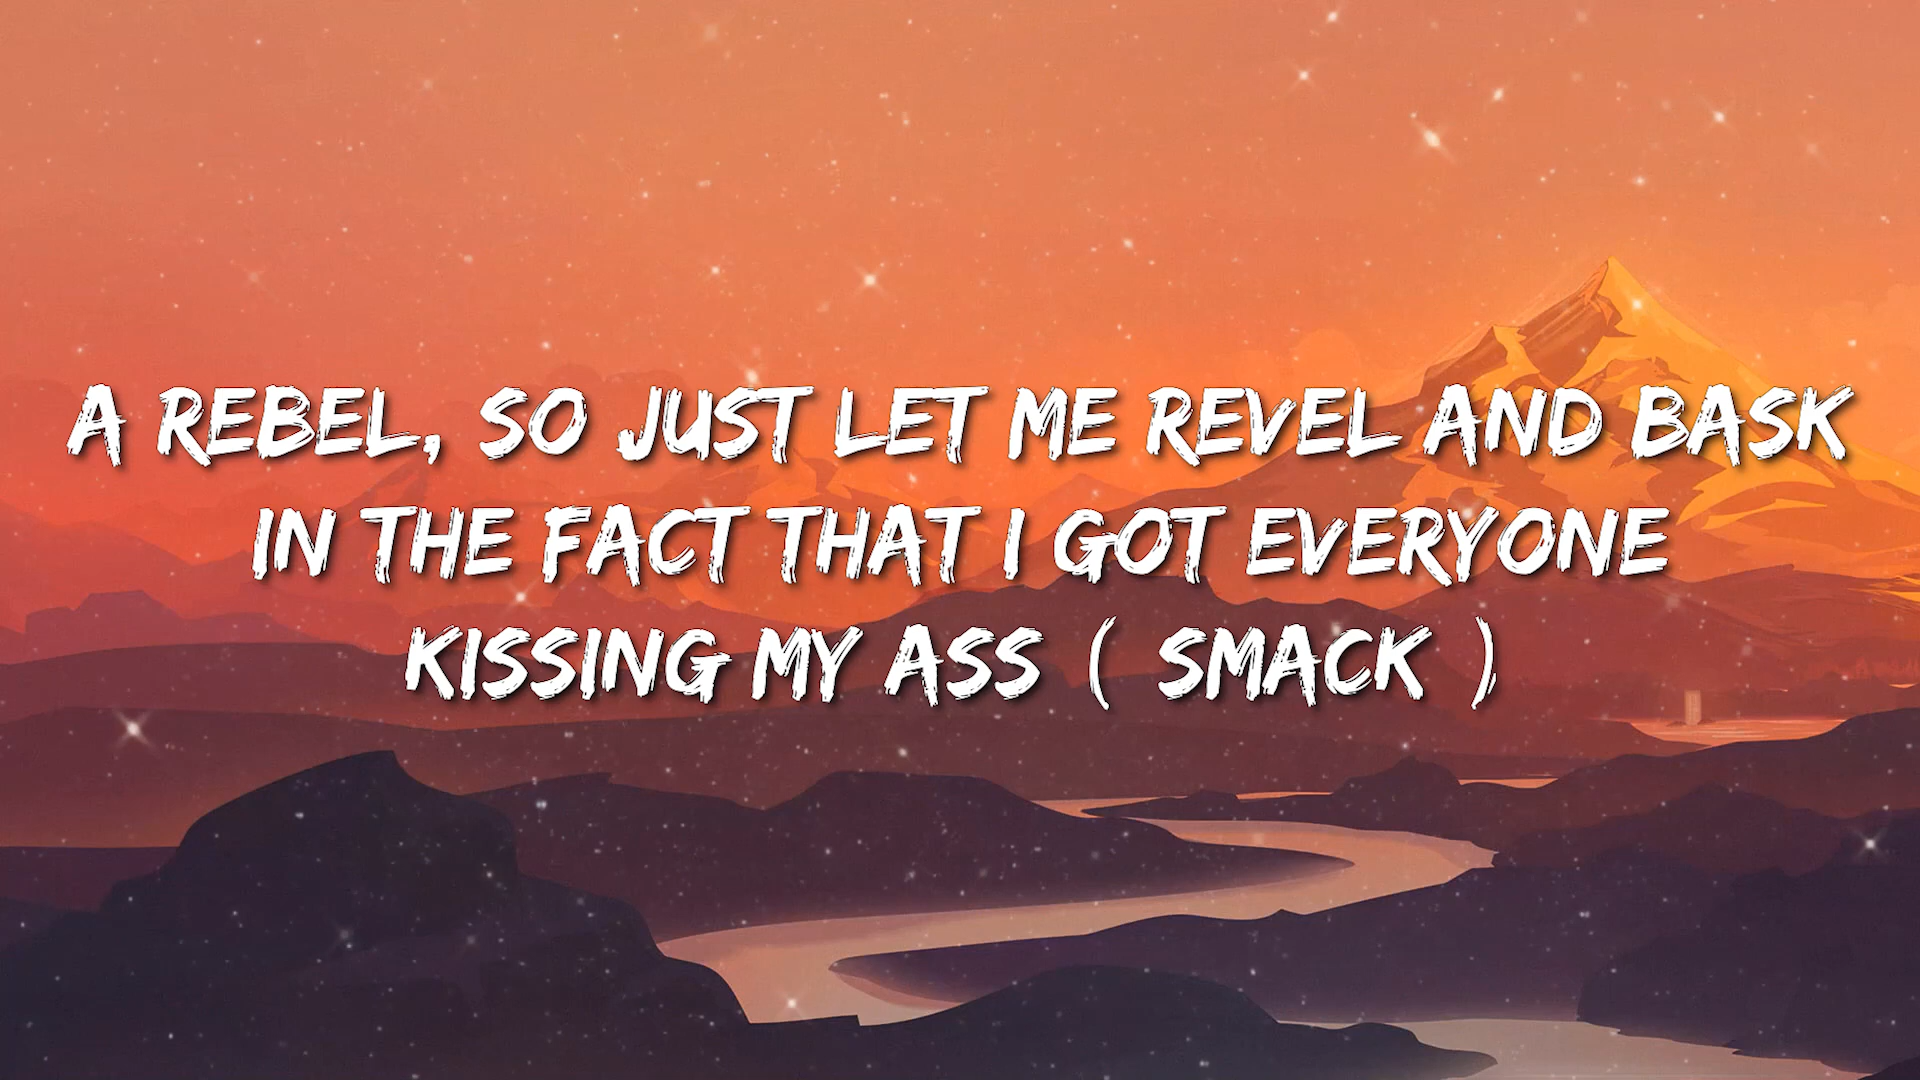 A REBEL, SO JUST LET ME REVEL AND BASK
IN THE FACT THAT I GOT EVERYONE
KISSING MY ASS ( SMACK )